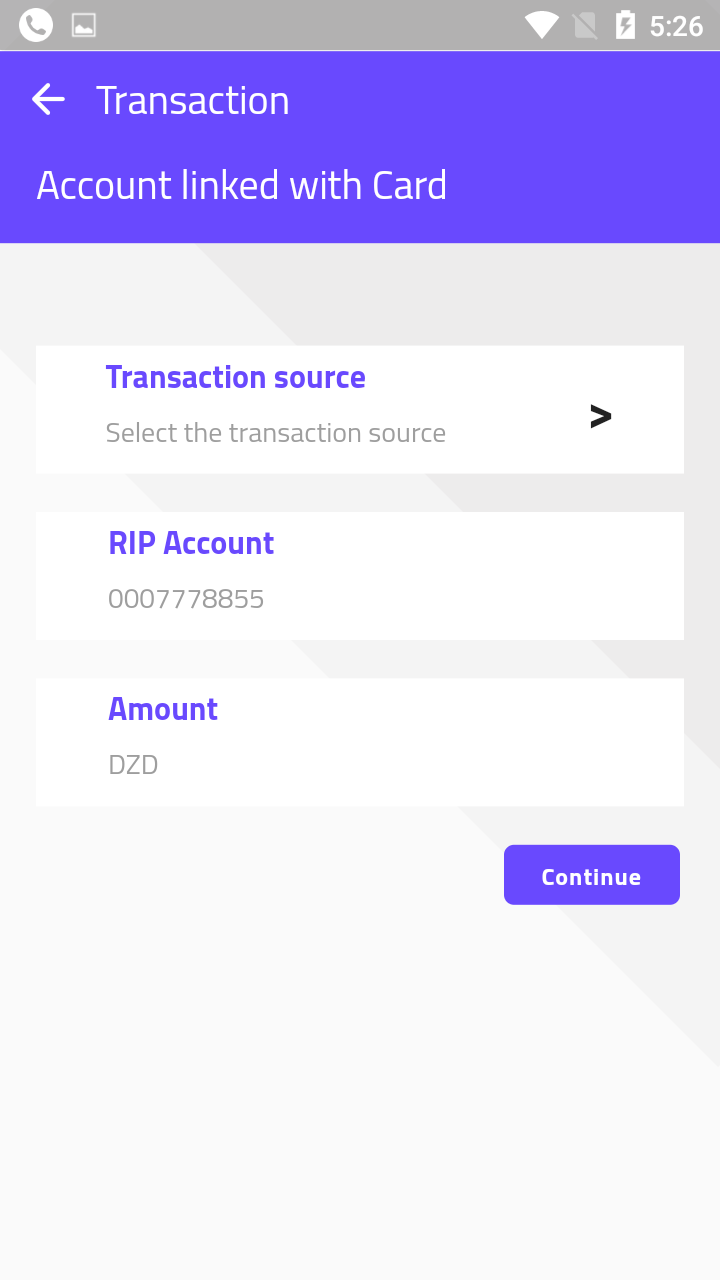 5:26
Transaction
Account linked with Card
Transaction source
Select the transaction source
>
RIP Account
0007778855
Amount
DZD
Continue